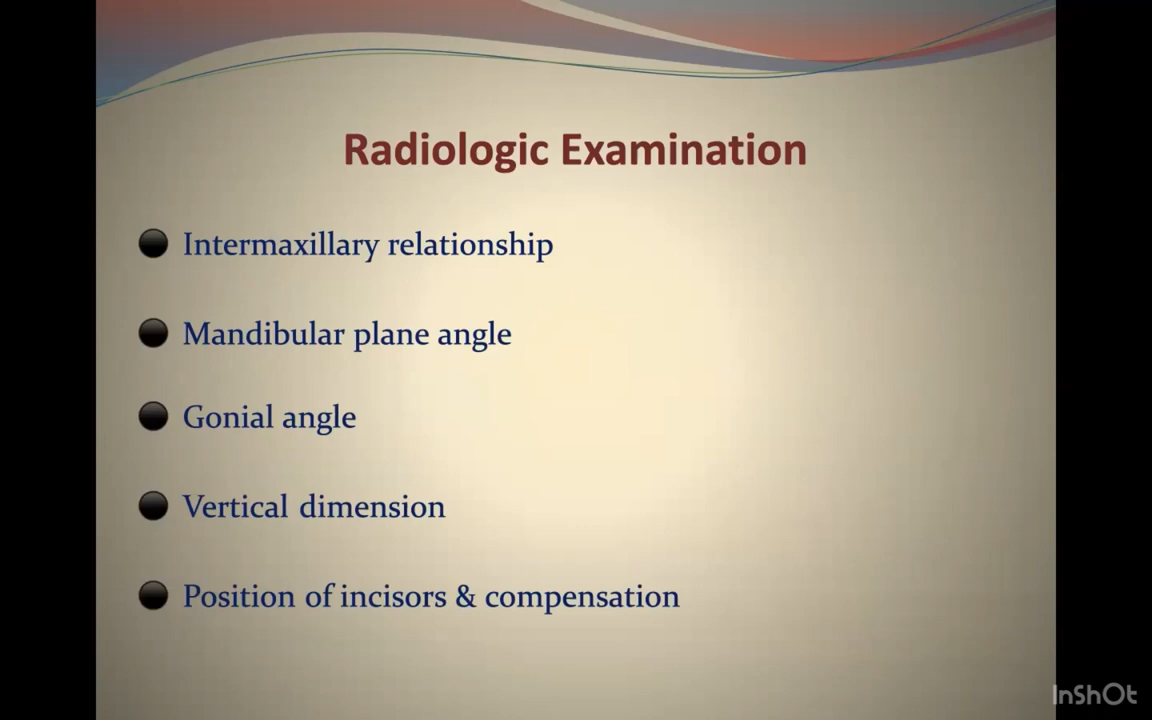 Radiologic Examination
Intermaxillary relationship
Mandibular plane angle
Gonial angle
Vertical dimension
Position of incisors & compensation
InShOt